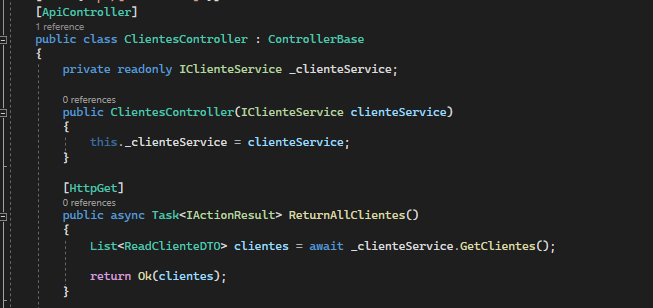 [ApiController]
1 reference
public class ClientesController : ControllerBase
{
private readonly IClienteService _clienteService;
0 references
public ClientesController(IClienteService clienteService)
{
this._clienteService = clienteService;
}
[HttpGet]
0 references
public async Task<IActionResult> ReturnAllClientes()
{
List<ReadClienteDTO> clientes = await _clienteService.GetClientes();
return Ok(clientes);
}